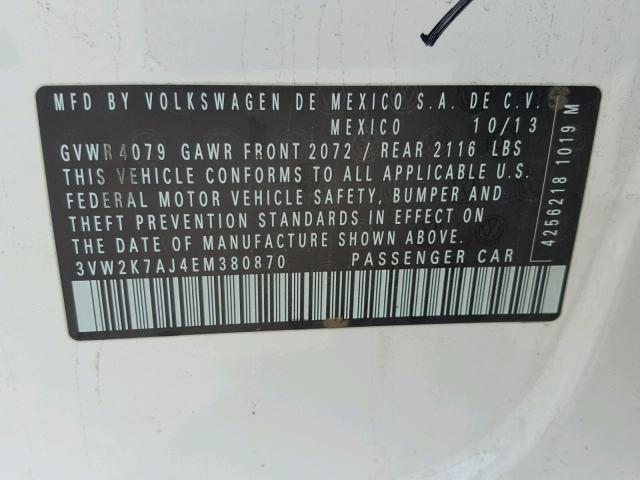 MFD BY VOLKSWAGEN DE MEXICO S.A. DE C.V.
MEXICO 10/13
GVWR 4079 GAWR FRONT 2072 / REAR 2116 LBS
THIS VEHICLE CONFORMS TO ALL APPLICABLE U.S.
FEDERAL MOTOR VEHICLE SAFETY, BUMPER AND
THEFT PREVENTION STANDARDS IN EFFECT ON
THE DATE OF MANUFACTURE SHOWN ABOVE.
3VW2K7AJ4EM380870 PASSENGER CAR
4256218 1019 M